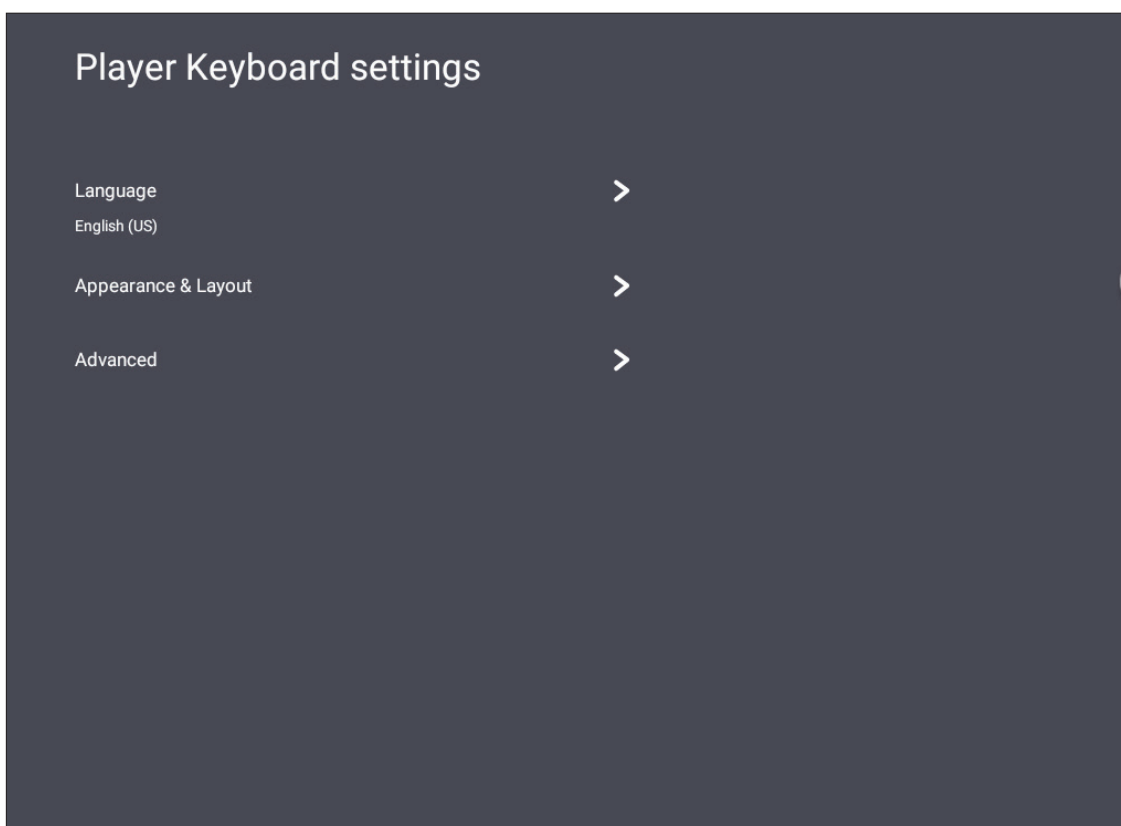 Player Keyboard settings
Language
English (US)
Appearance & Layout
Advanced